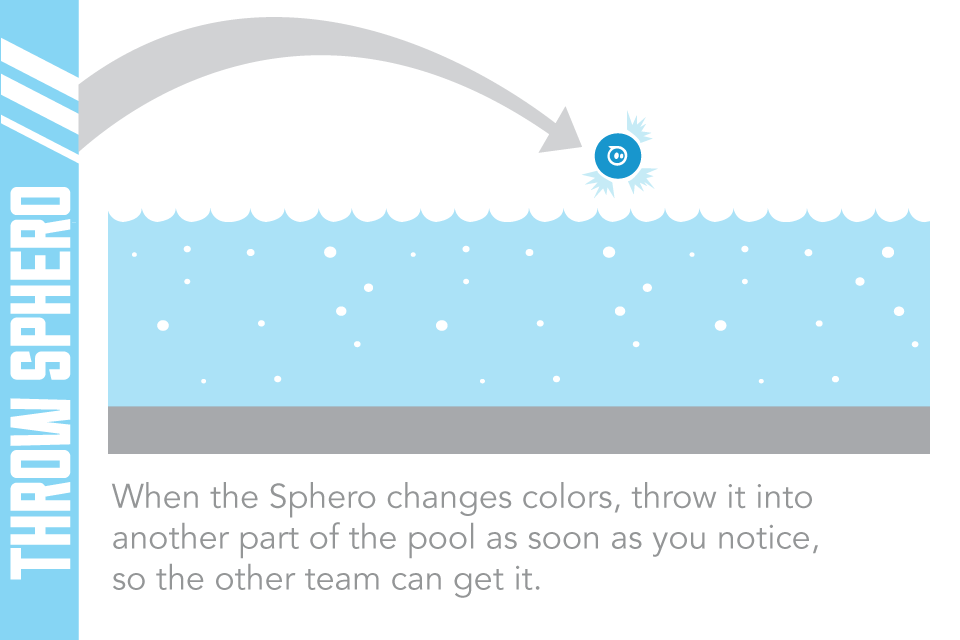 THROW SPHERO
When the Sphero changes colors, throw it into
another part of the pool as soon as you notice,
so the other team can get it.